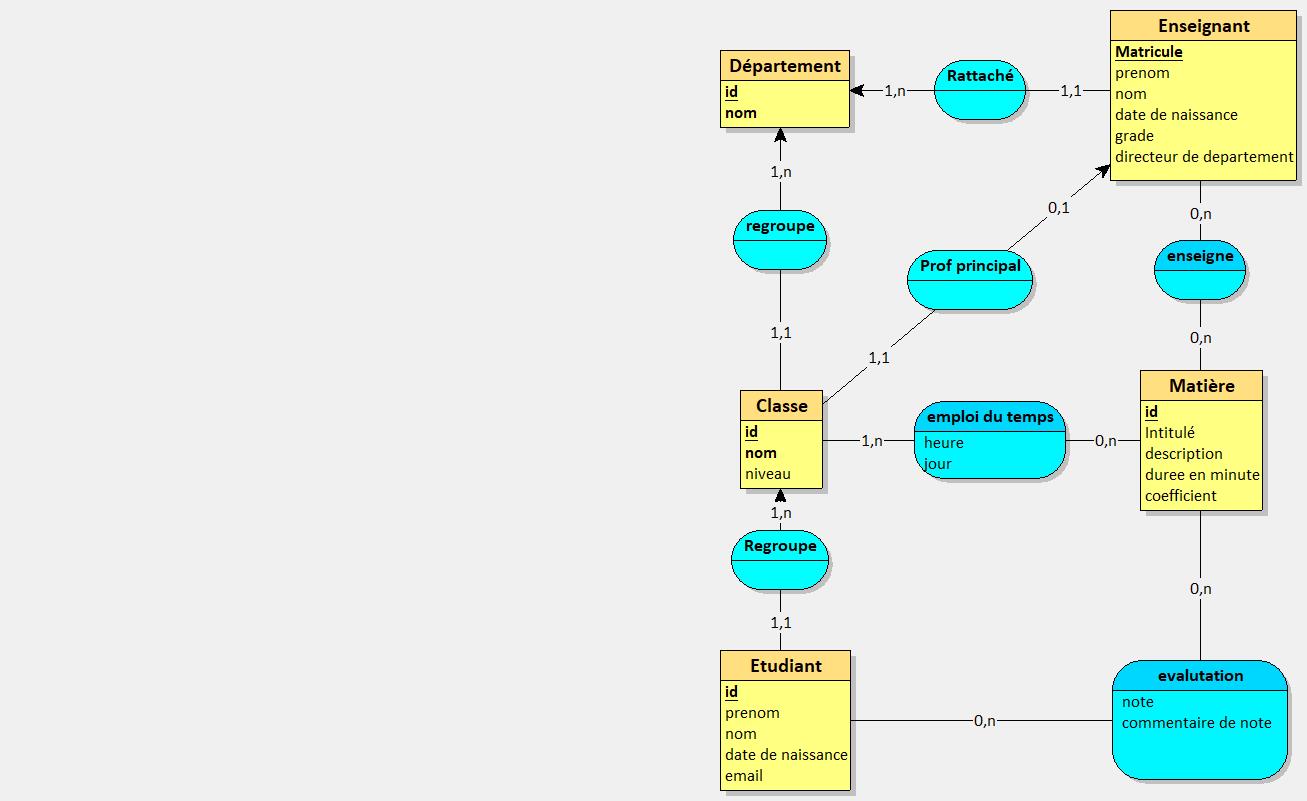 Enseignant
Matricule
prenom
nom
date de naissance
grade
directeur de departement
Département
id
nom
1,n
Rattaché
1,1
1,n
regroupe
1,1
0,1
Prof principal
1,1
0,n
enseigne
0,n
Classe
id
nom
niveau
1,n
emploi du temps
heure
jour
0,n
Matière
id
Intitulé
description
duree en minute
coefficient
1,n
Regroupe
1,1
0,n
Etudiant
id
prenom
nom
date de naissance
email
0,n
evalutation
note
commentaire de note